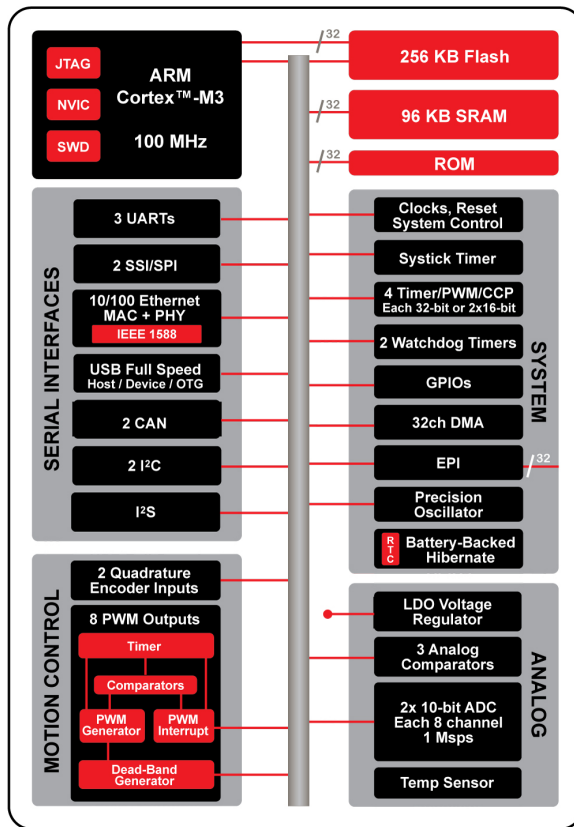 JTAG
NVIC
SWD
ARM
Cortex™-M3
100 MHz
32
256 KB Flash
32
96 KB SRAM
32
ROM
SERIAL INTERFACES
3 UARTs
2 SSI/SPI
10/100 Ethernet
MAC + PHY
IEEE 1588
USB Full Speed
Host / Device / OTG
2 CAN
2 I²C
I²S
SYSTEM
Clocks, Reset
System Control
Systick Timer
4 Timer/PWM/CCP
Each 32-bit or 2x16-bit
2 Watchdog Timers
GPIOs
32ch DMA
EPI
32
Precision
Oscillator
RTC
Battery-Backed
Hibernate
MOTION CONTROL
2 Quadrature
Encoder Inputs
8 PWM Outputs
Timer
Comparators
PWM
Generator
PWM
Interrupt
Dead-Band
Generator
ANALOG
LDO Voltage
Regulator
3 Analog
Comparators
2x 10-bit ADC
Each 8 channel
1 Msps
Temp Sensor